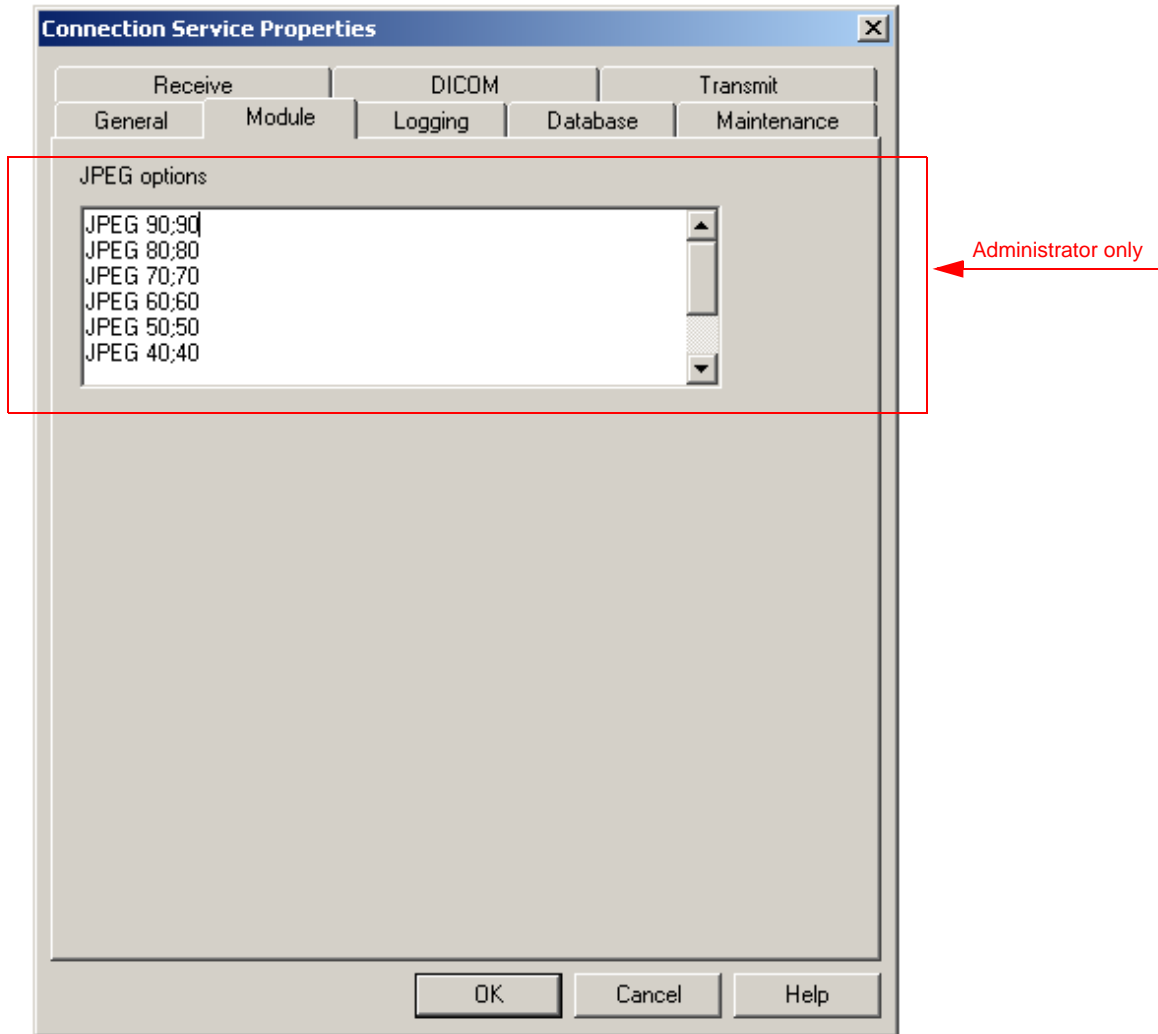 Connection Service Properties
Receive
DICOM
Transmit
General
Module
Logging
Database
Maintenance
JPEG options
JPEG 90;90
JPEG 80;80
JPEG 70;70
JPEG 60;60
JPEG 50;50
JPEG 40;40
Administrator only
OK
Cancel
Help